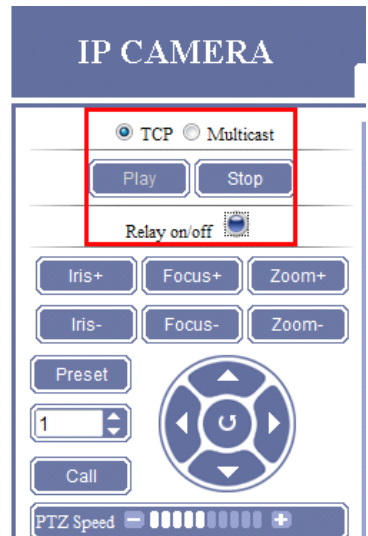 IP CAMERA
TCP Multicast
Play Stop
Relay on/off
Iris+ Focus+ Zoom+
Iris- Focus- Zoom-
Preset
1
Call
PTZ Speed